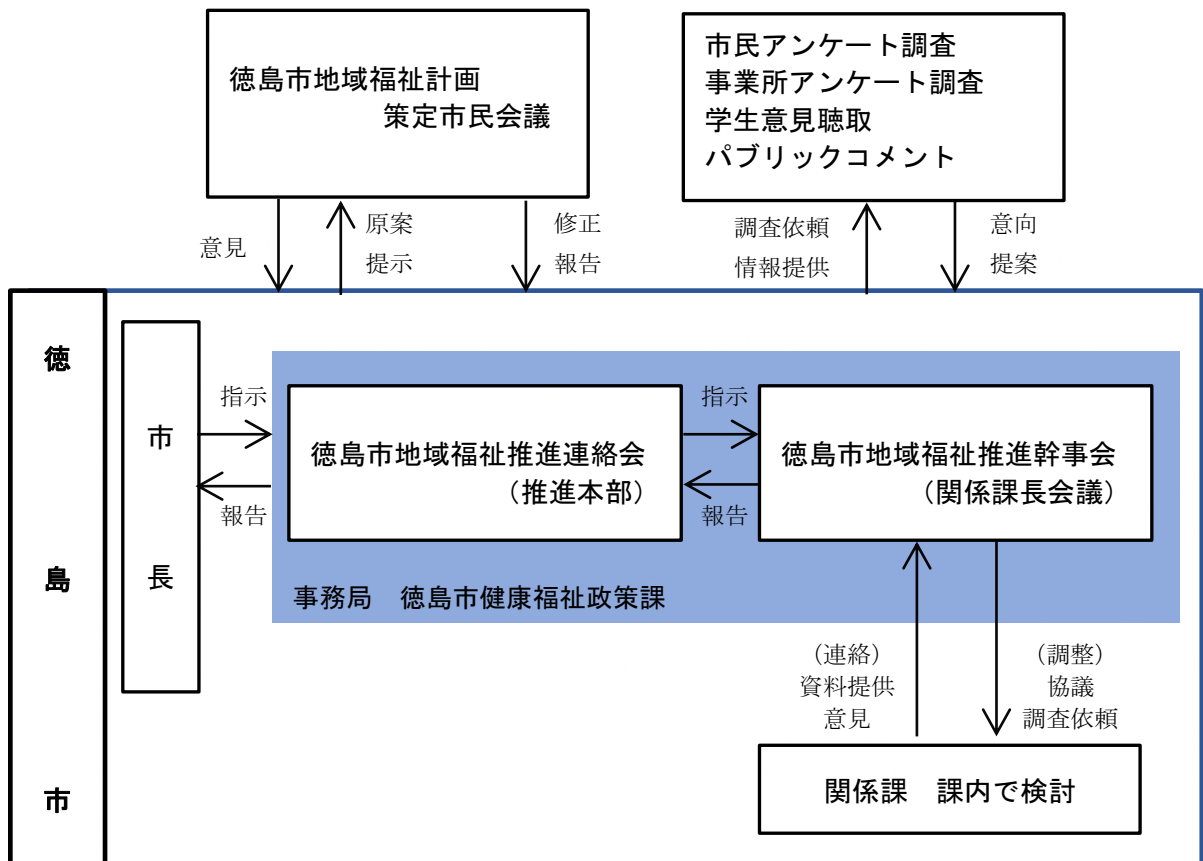 徳島市地域福祉計画
策定市民会議
市民アンケート調査
事業所アンケート調査
学生意見聴取
パブリックコメント
意見
原案
提示
修正
報告
調査依頼
情報提供
意向
提案
徳島市
市長
指示
報告
徳島市地域福祉推進連絡会
（推進本部）
指示
報告
徳島市地域福祉推進幹事会
（関係課長会議）
事務局　徳島市健康福祉政策課
（連絡）
資料提供
意見
（調整）
協議
調査依頼
関係課　課内で検討